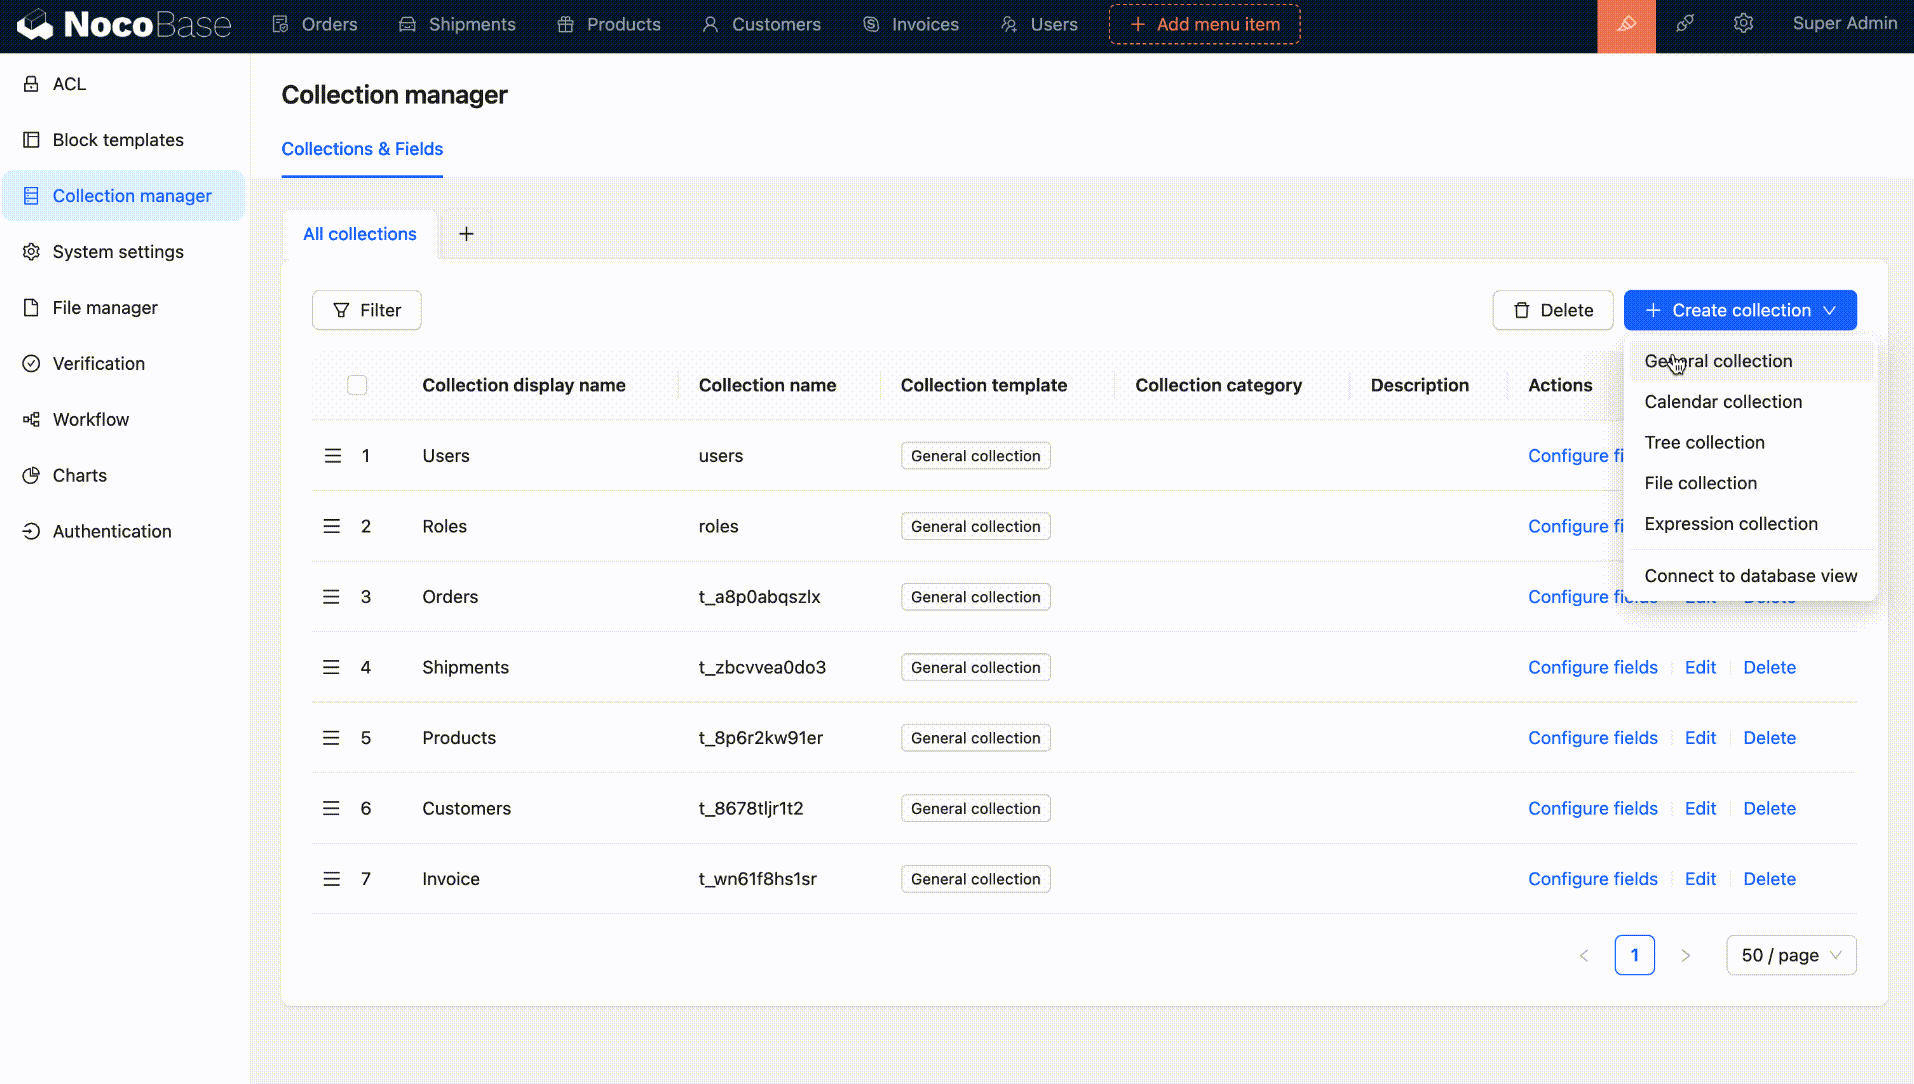 NocoBase Orders Shipments Products Customers Invoices Users Add menu item Super Admin
ACL
Block templates
Collection manager
System settings
File manager
Verification
Workflow
Charts
Authentication
Collection manager
Collections & Fields
All collections
Filter Delete Create collection
General collection
Calendar collection
Tree collection
File collection
Expression collection
Connect to database view
Collection display name Collection name Collection template Collection category Description Actions
1 Users users General collection Configure
2 Roles roles General collection Configure
3 Orders t_a8p0abqszlx General collection Configure fields Edit Delete
4 Shipments t_zbcvvea0do3 General collection Configure fields Edit Delete
5 Products t_8p6r2kw91er General collection Configure fields Edit Delete
6 Customers t_8678tljr1t2 General collection Configure fields Edit Delete
7 Invoice t_wn61f8hs1sr General collection Configure fields Edit Delete
1 50 / page